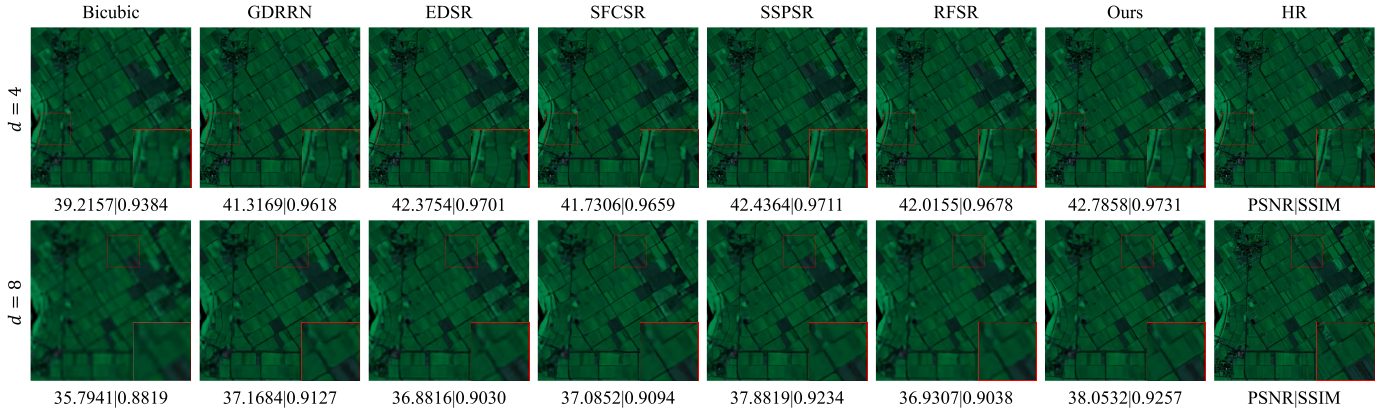 Bicubic GDRRN EDSR SFCSR SSPSR RFSR Ours HR
d = 4
39.2157|0.9384 41.3169|0.9618 42.3754|0.9701 41.7306|0.9659 42.4364|0.9711 42.0155|0.9678 42.7858|0.9731 PSNR|SSIM
d = 8
35.7941|0.8819 37.1684|0.9127 36.8816|0.9030 37.0852|0.9094 37.8819|0.9234 36.9307|0.9038 38.0532|0.9257 PSNR|SSIM